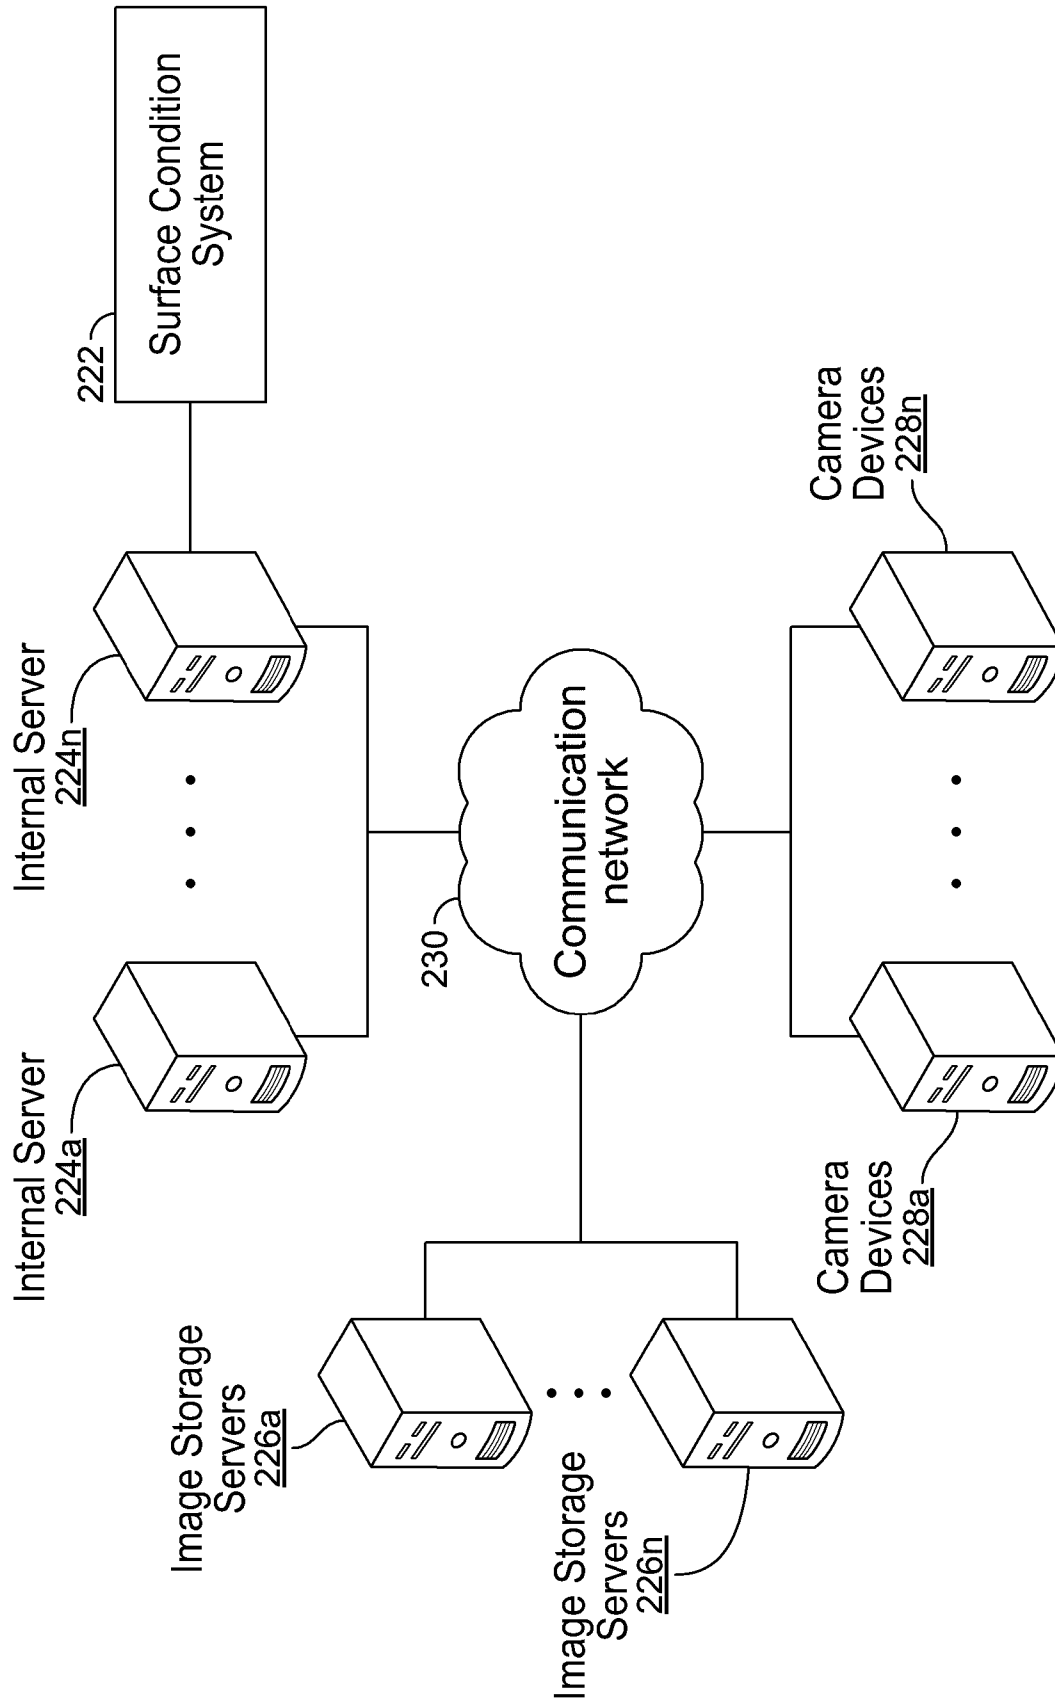 Surface Condition
System
222
Internal Server
224n
Internal Server
224a
230
Communication
network
Image Storage
Servers
226a
Image Storage
Servers
226n
Camera
Devices
228a
Camera
Devices
228n